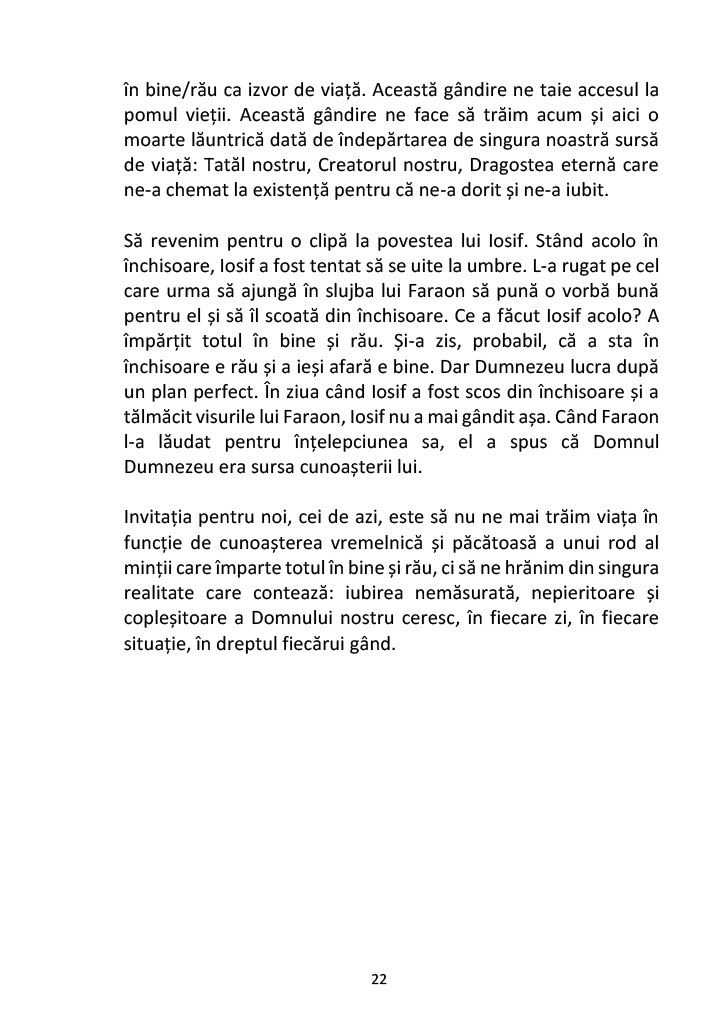 în bine/rău ca izvor de viață. Această gândire ne taie accesul la
pomul vieții. Această gândire ne face să trăim acum și aici o
moarte lăuntrică dată de îndepărtarea de singura noastră sursă
de viață: Tatăl nostru, Creatorul nostru, Dragostea eternă care
ne-a chemat la existență pentru că ne-a dorit și ne-a iubit.
Să revenim pentru o clipă la povestea lui Iosif. Stând acolo în
închisoare, Iosif a fost tentat să se uite la umbre. L-a rugat pe cel
care urma să ajungă în slujba lui Faraon să pună o vorbă bună
pentru el și să îl scoată din închisoare. Ce a făcut Iosif acolo? A
împărțit totul în bine și rău. Și-a zis, probabil, că a sta în
închisoare e rău și a ieși afară e bine. Dar Dumnezeu lucra după
un plan perfect. În ziua când Iosif a fost scos din închisoare și a
tălmăcit visurile lui Faraon, Iosif nu a mai gândit așa. Când Faraon
l-a lăudat pentru înțelepciunea sa, el a spus că Domnul
Dumnezeu era sursa cunoașterii lui.
Invitația pentru noi, cei de azi, este să nu ne mai trăim viața în
funcție de cunoașterea vremelnică și păcătoasă a unui rod al
minții care împarte totul în bine și rău, ci să ne hrănim din singura
realitate care contează: iubirea nemăsurată, nepieritoare și
copleșitoare a Domnului nostru ceresc, în fiecare zi, în fiecare
situație, în dreptul fiecărui gând.
22